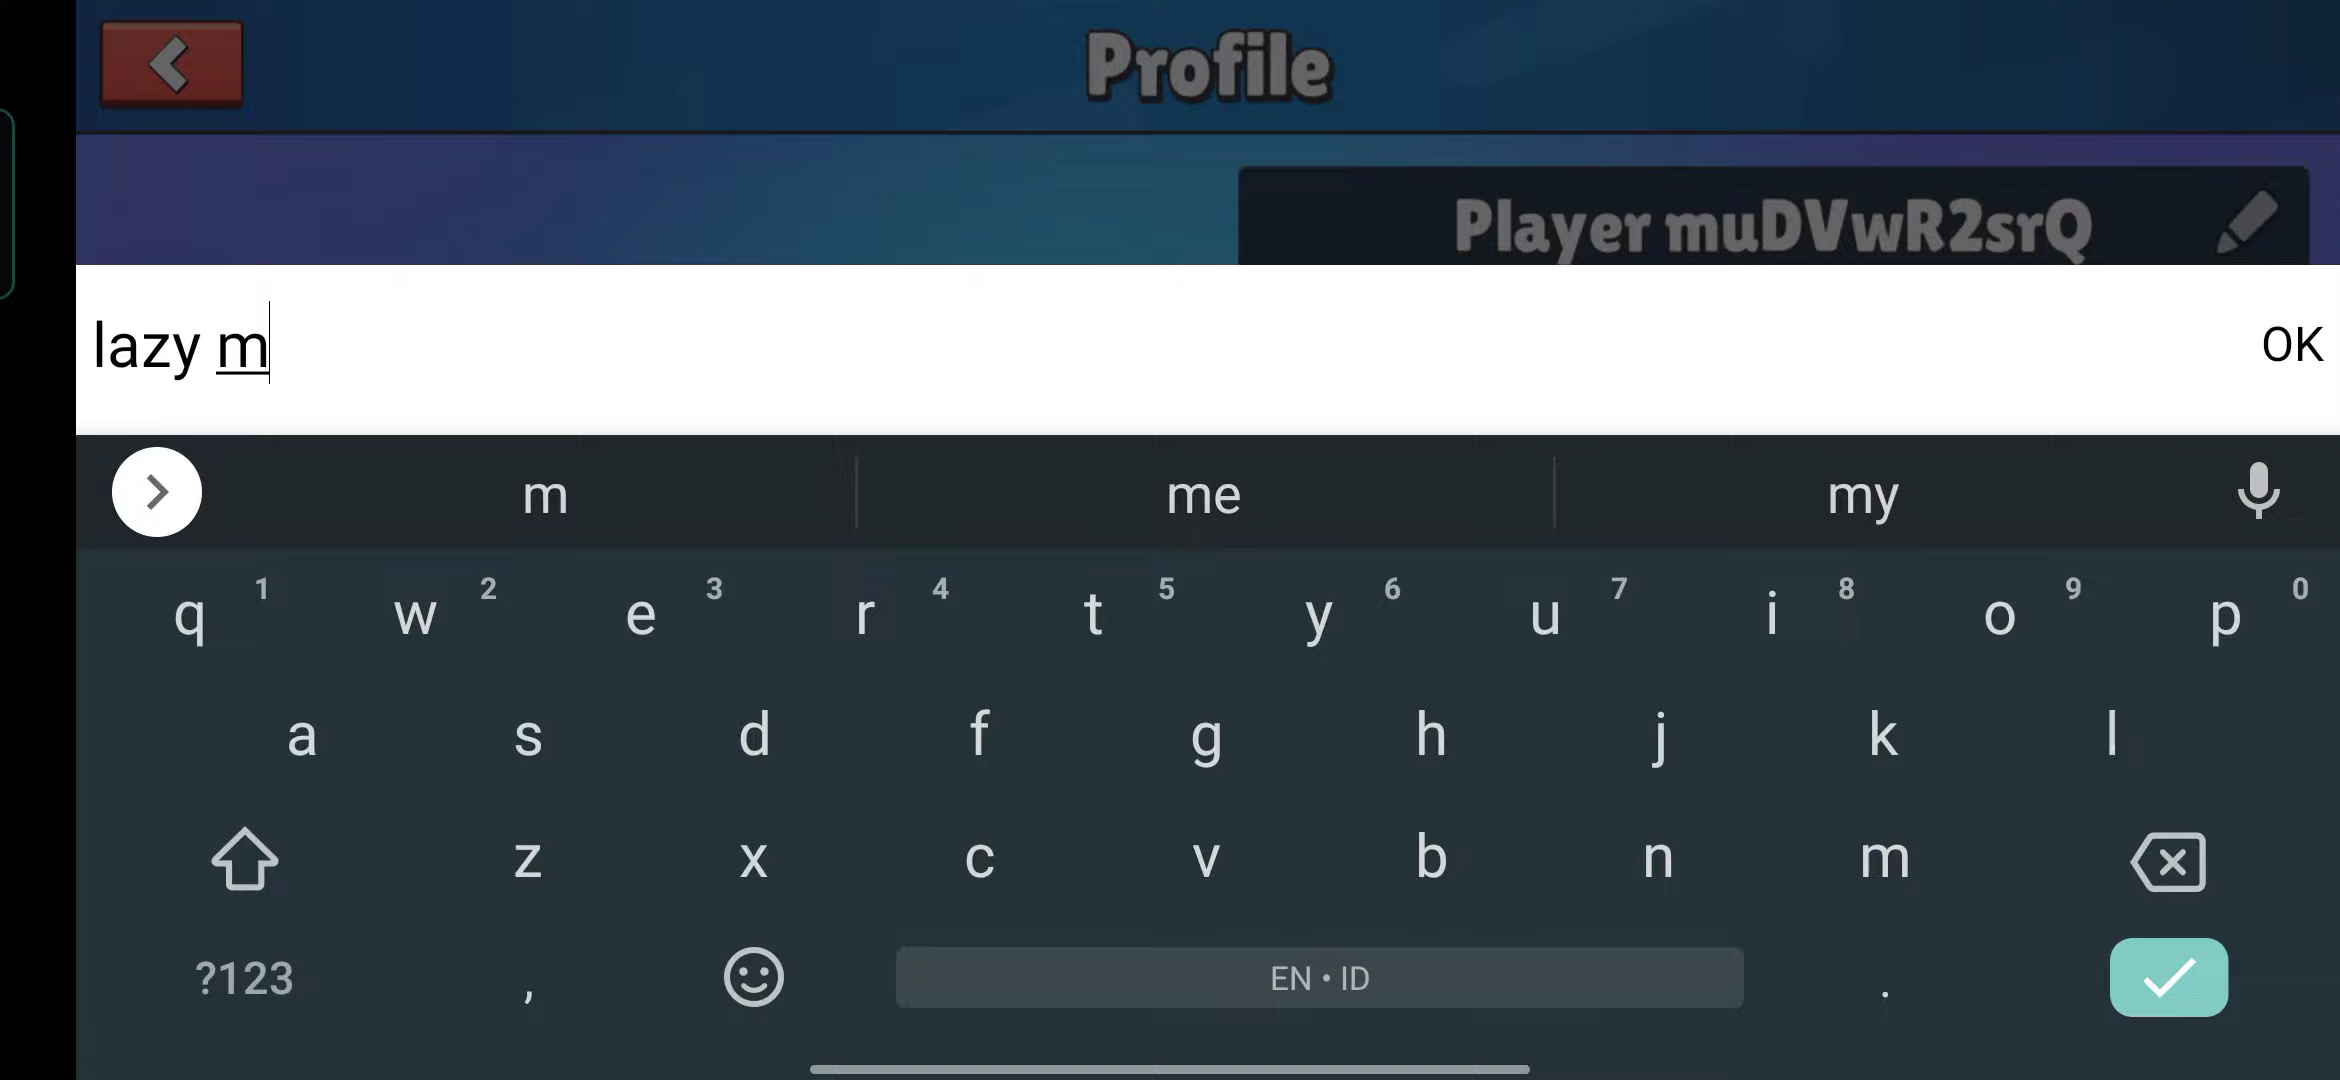 Profile
Player muDVwR2srQ
lazy m OK
m me my
q 1 w 2 e 3 r 4 t 5 y 6 u 7 i 8 o 9 p 0
a s d f g h j k l
z x c v b n m
?123 , EN • ID .